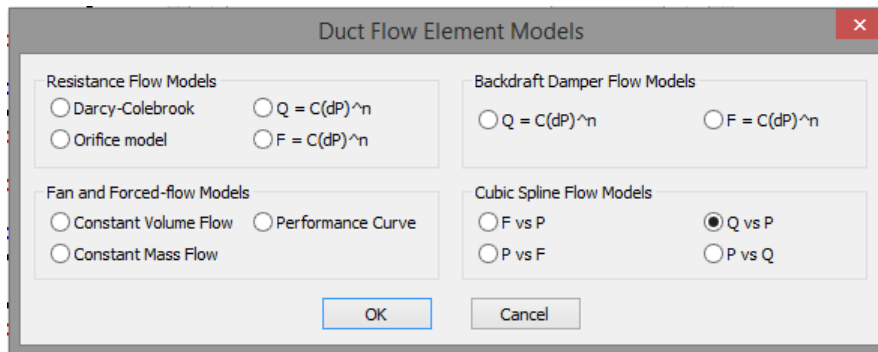 Duct Flow Element Models
Resistance Flow Models
Darcy-Colebrook
Q = C(dP)^n
Orifice model
F = C(dP)^n
Backdraft Damper Flow Models
Q = C(dP)^n
F = C(dP)^n
Fan and Forced-flow Models
Constant Volume Flow
Performance Curve
Constant Mass Flow
Cubic Spline Flow Models
F vs P
Q vs P
P vs F
P vs Q
OK
Cancel